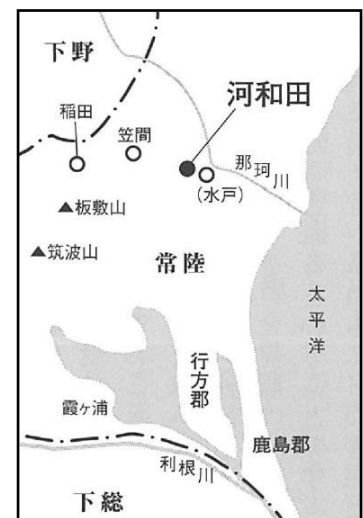 下野
稲田
笠間
河和田
那珂川
(水戸)
▲板敷山
▲筑波山
常陸
太平洋
行方郡
霞ヶ浦
鹿島郡
利根川
下総